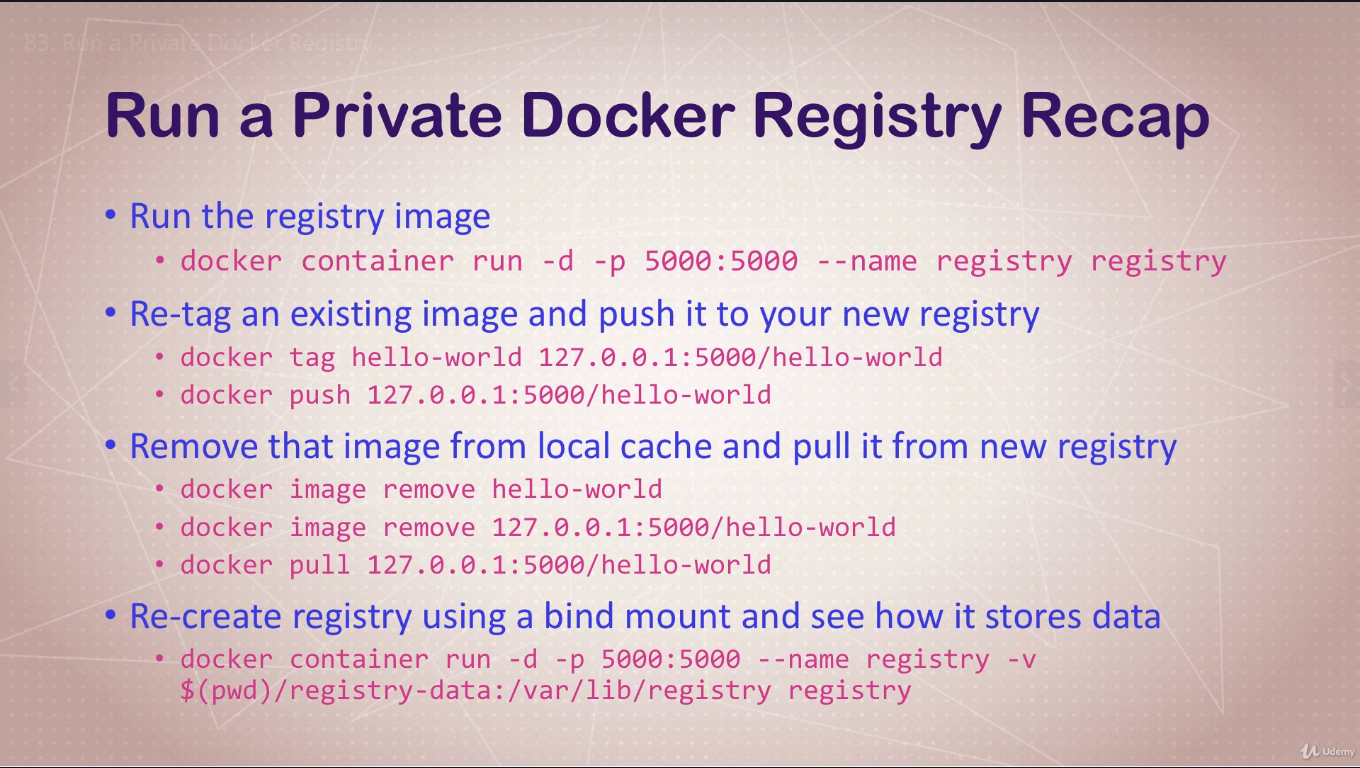 83. Run a Private Docker Registry
Run a Private Docker Registry Recap
• Run the registry image
• docker container run -d -p 5000:5000 --name registry registry
• Re-tag an existing image and push it to your new registry
• docker tag hello-world 127.0.0.1:5000/hello-world
• docker push 127.0.0.1:5000/hello-world
• Remove that image from local cache and pull it from new registry
• docker image remove hello-world
• docker image remove 127.0.0.1:5000/hello-world
• docker pull 127.0.0.1:5000/hello-world
• Re-create registry using a bind mount and see how it stores data
• docker container run -d -p 5000:5000 --name registry -v
$(pwd)/registry-data:/var/lib/registry registry
Udemy